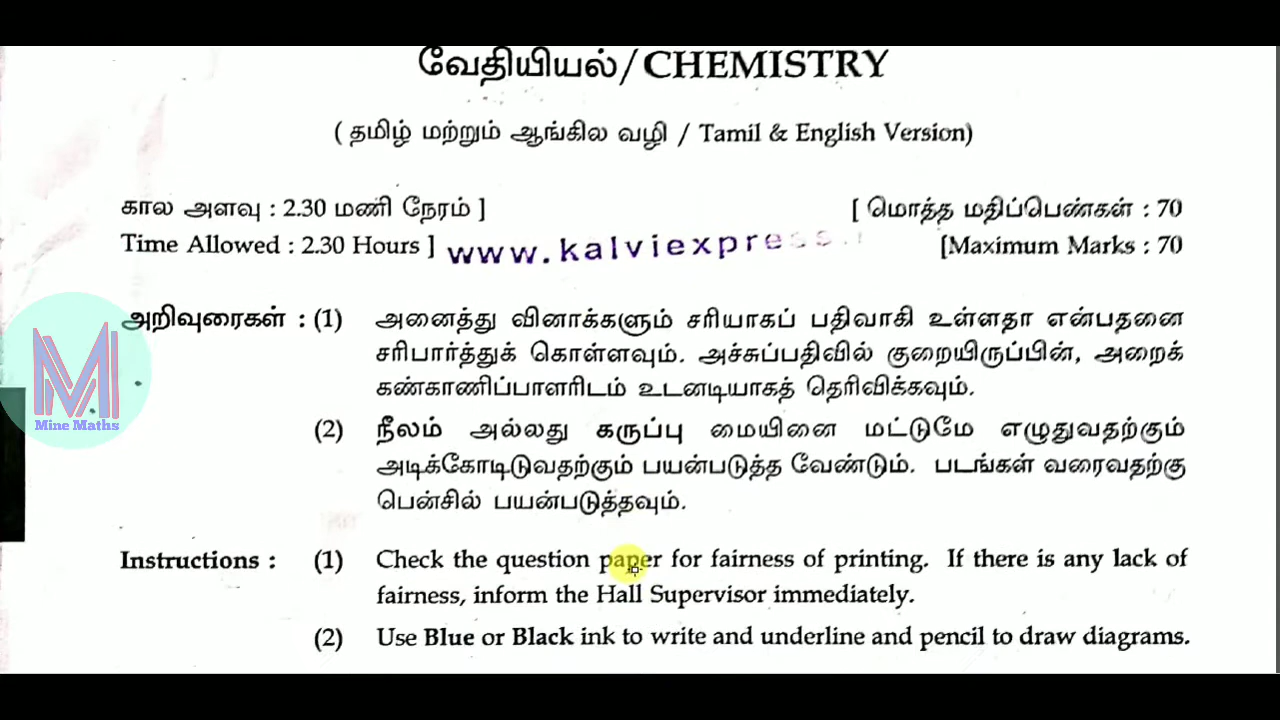 வேதியியல் / CHEMISTRY
( தமிழ் மற்றும் ஆங்கில வழி / Tamil & English Version)
கால அளவு : 2.30 மணி நேரம் ] [ மொத்த மதிப்பெண்கள் : 70
Time Allowed : 2.30 Hours ] www.kalviexpress. [Maximum Marks : 70
அறிவுரைகள் : (1) அனைத்து வினாக்களும் சரியாகப் பதிவாகி உள்ளதா என்பதனை
சரிபார்த்துக் கொள்ளவும். அச்சுப்பதிவில் குறையிருப்பின், அறைக்
கண்காணிப்பாளரிடம் உடனடியாகத் தெரிவிக்கவும்.
Mine Maths
(2) நீலம் அல்லது கருப்பு மையினை மட்டுமே எழுதுவதற்கும்
அடிக்கோடிடுவதற்கும் பயன்படுத்த வேண்டும். படங்கள் வரைவதற்கு
பென்சில் பயன்படுத்தவும்.
Instructions : (1) Check the question paper for fairness of printing. If there is any lack of
fairness, inform the Hall Supervisor immediately.
(2) Use Blue or Black ink to write and underline and pencil to draw diagrams.